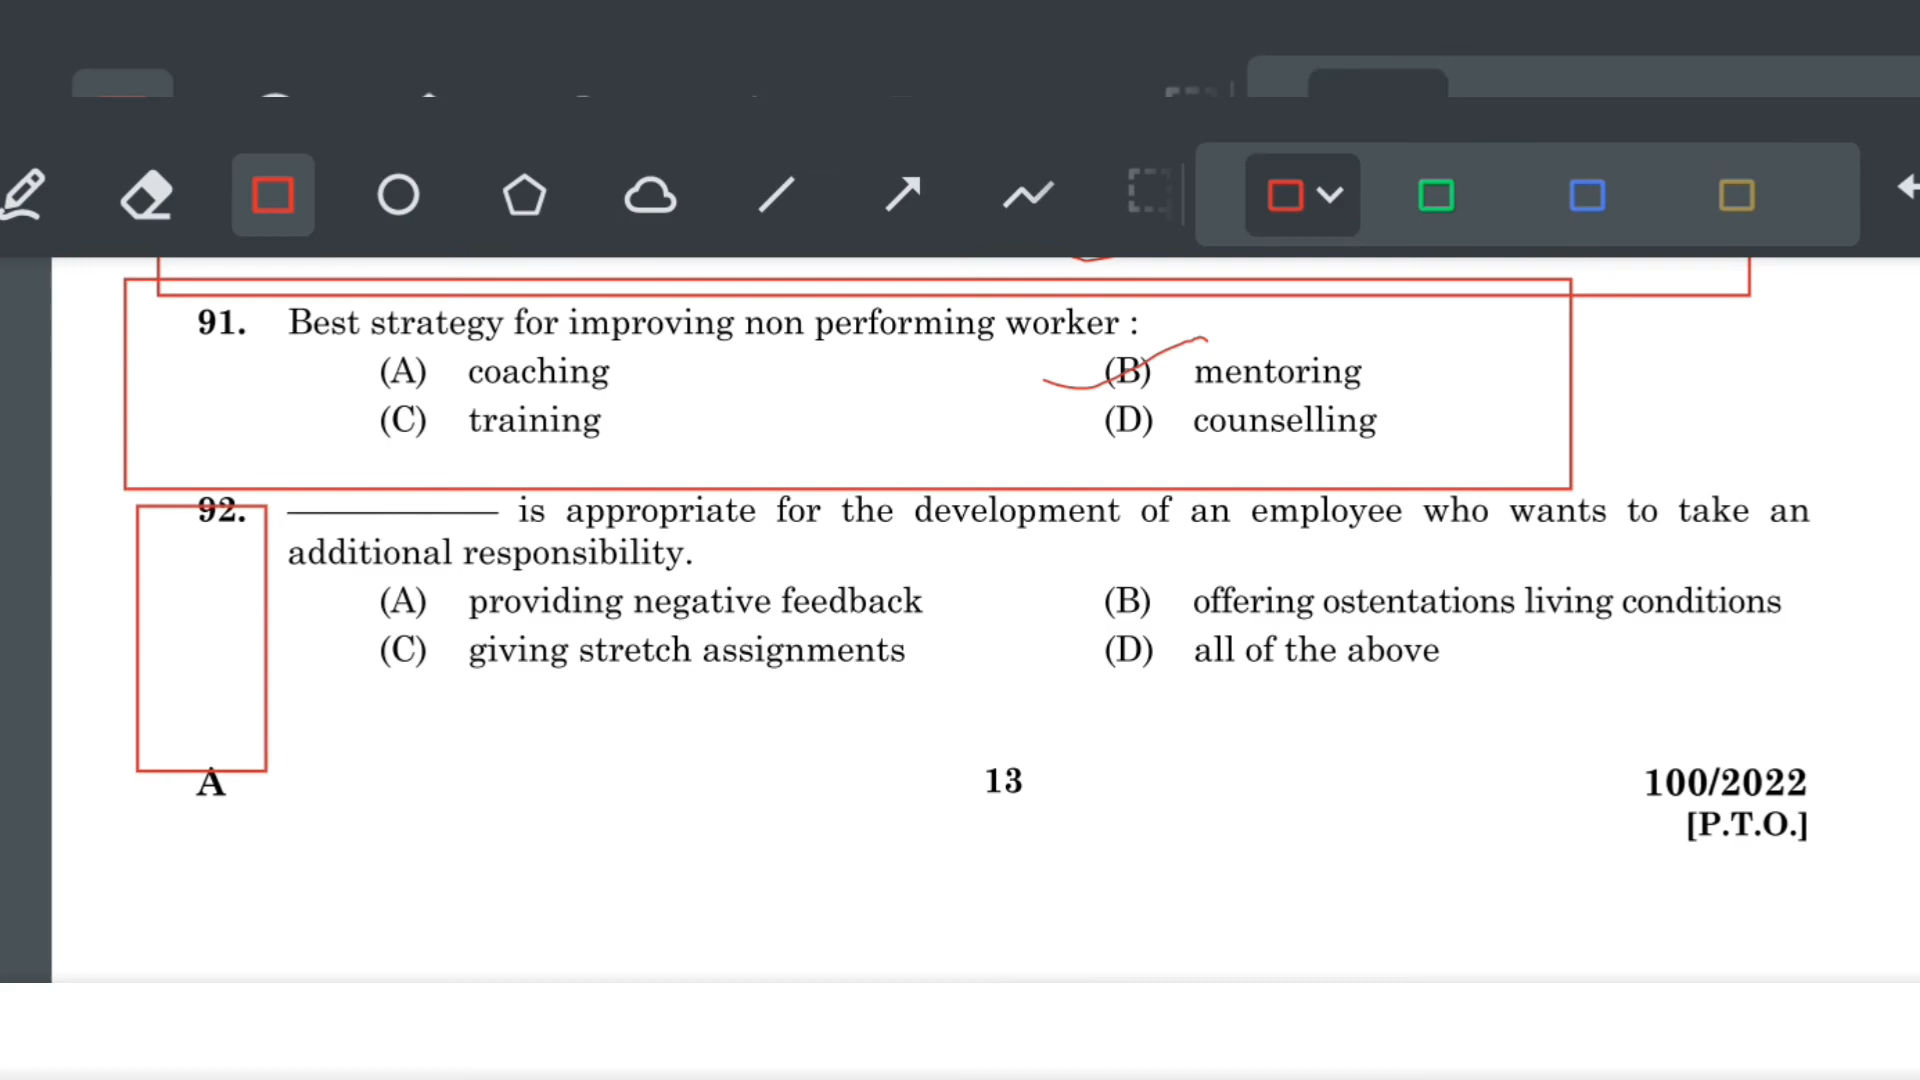 91. Best strategy for improving non performing worker :
(A) coaching (B) mentoring
(C) training (D) counselling
92. __________ is appropriate for the development of an employee who wants to take an
additional responsibility.
(A) providing negative feedback (B) offering ostentations living conditions
(C) giving stretch assignments (D) all of the above
A 13 100/2022
[P.T.O.]